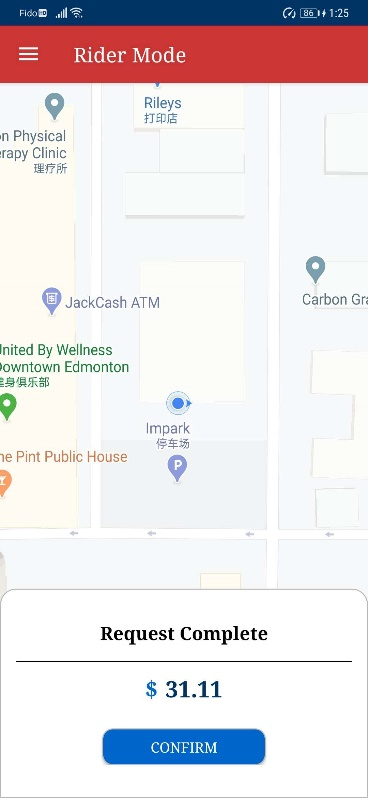 Fido HD 86 1:25
Rider Mode
Rileys
打印店
on Physical
erapy Clinic
理疗所
JackCash ATM
Carbon Gra
United By Wellness
Downtown Edmonton
健身俱乐部
Impark
停车场
he Pint Public House
P
Request Complete
$ 31.11
CONFIRM